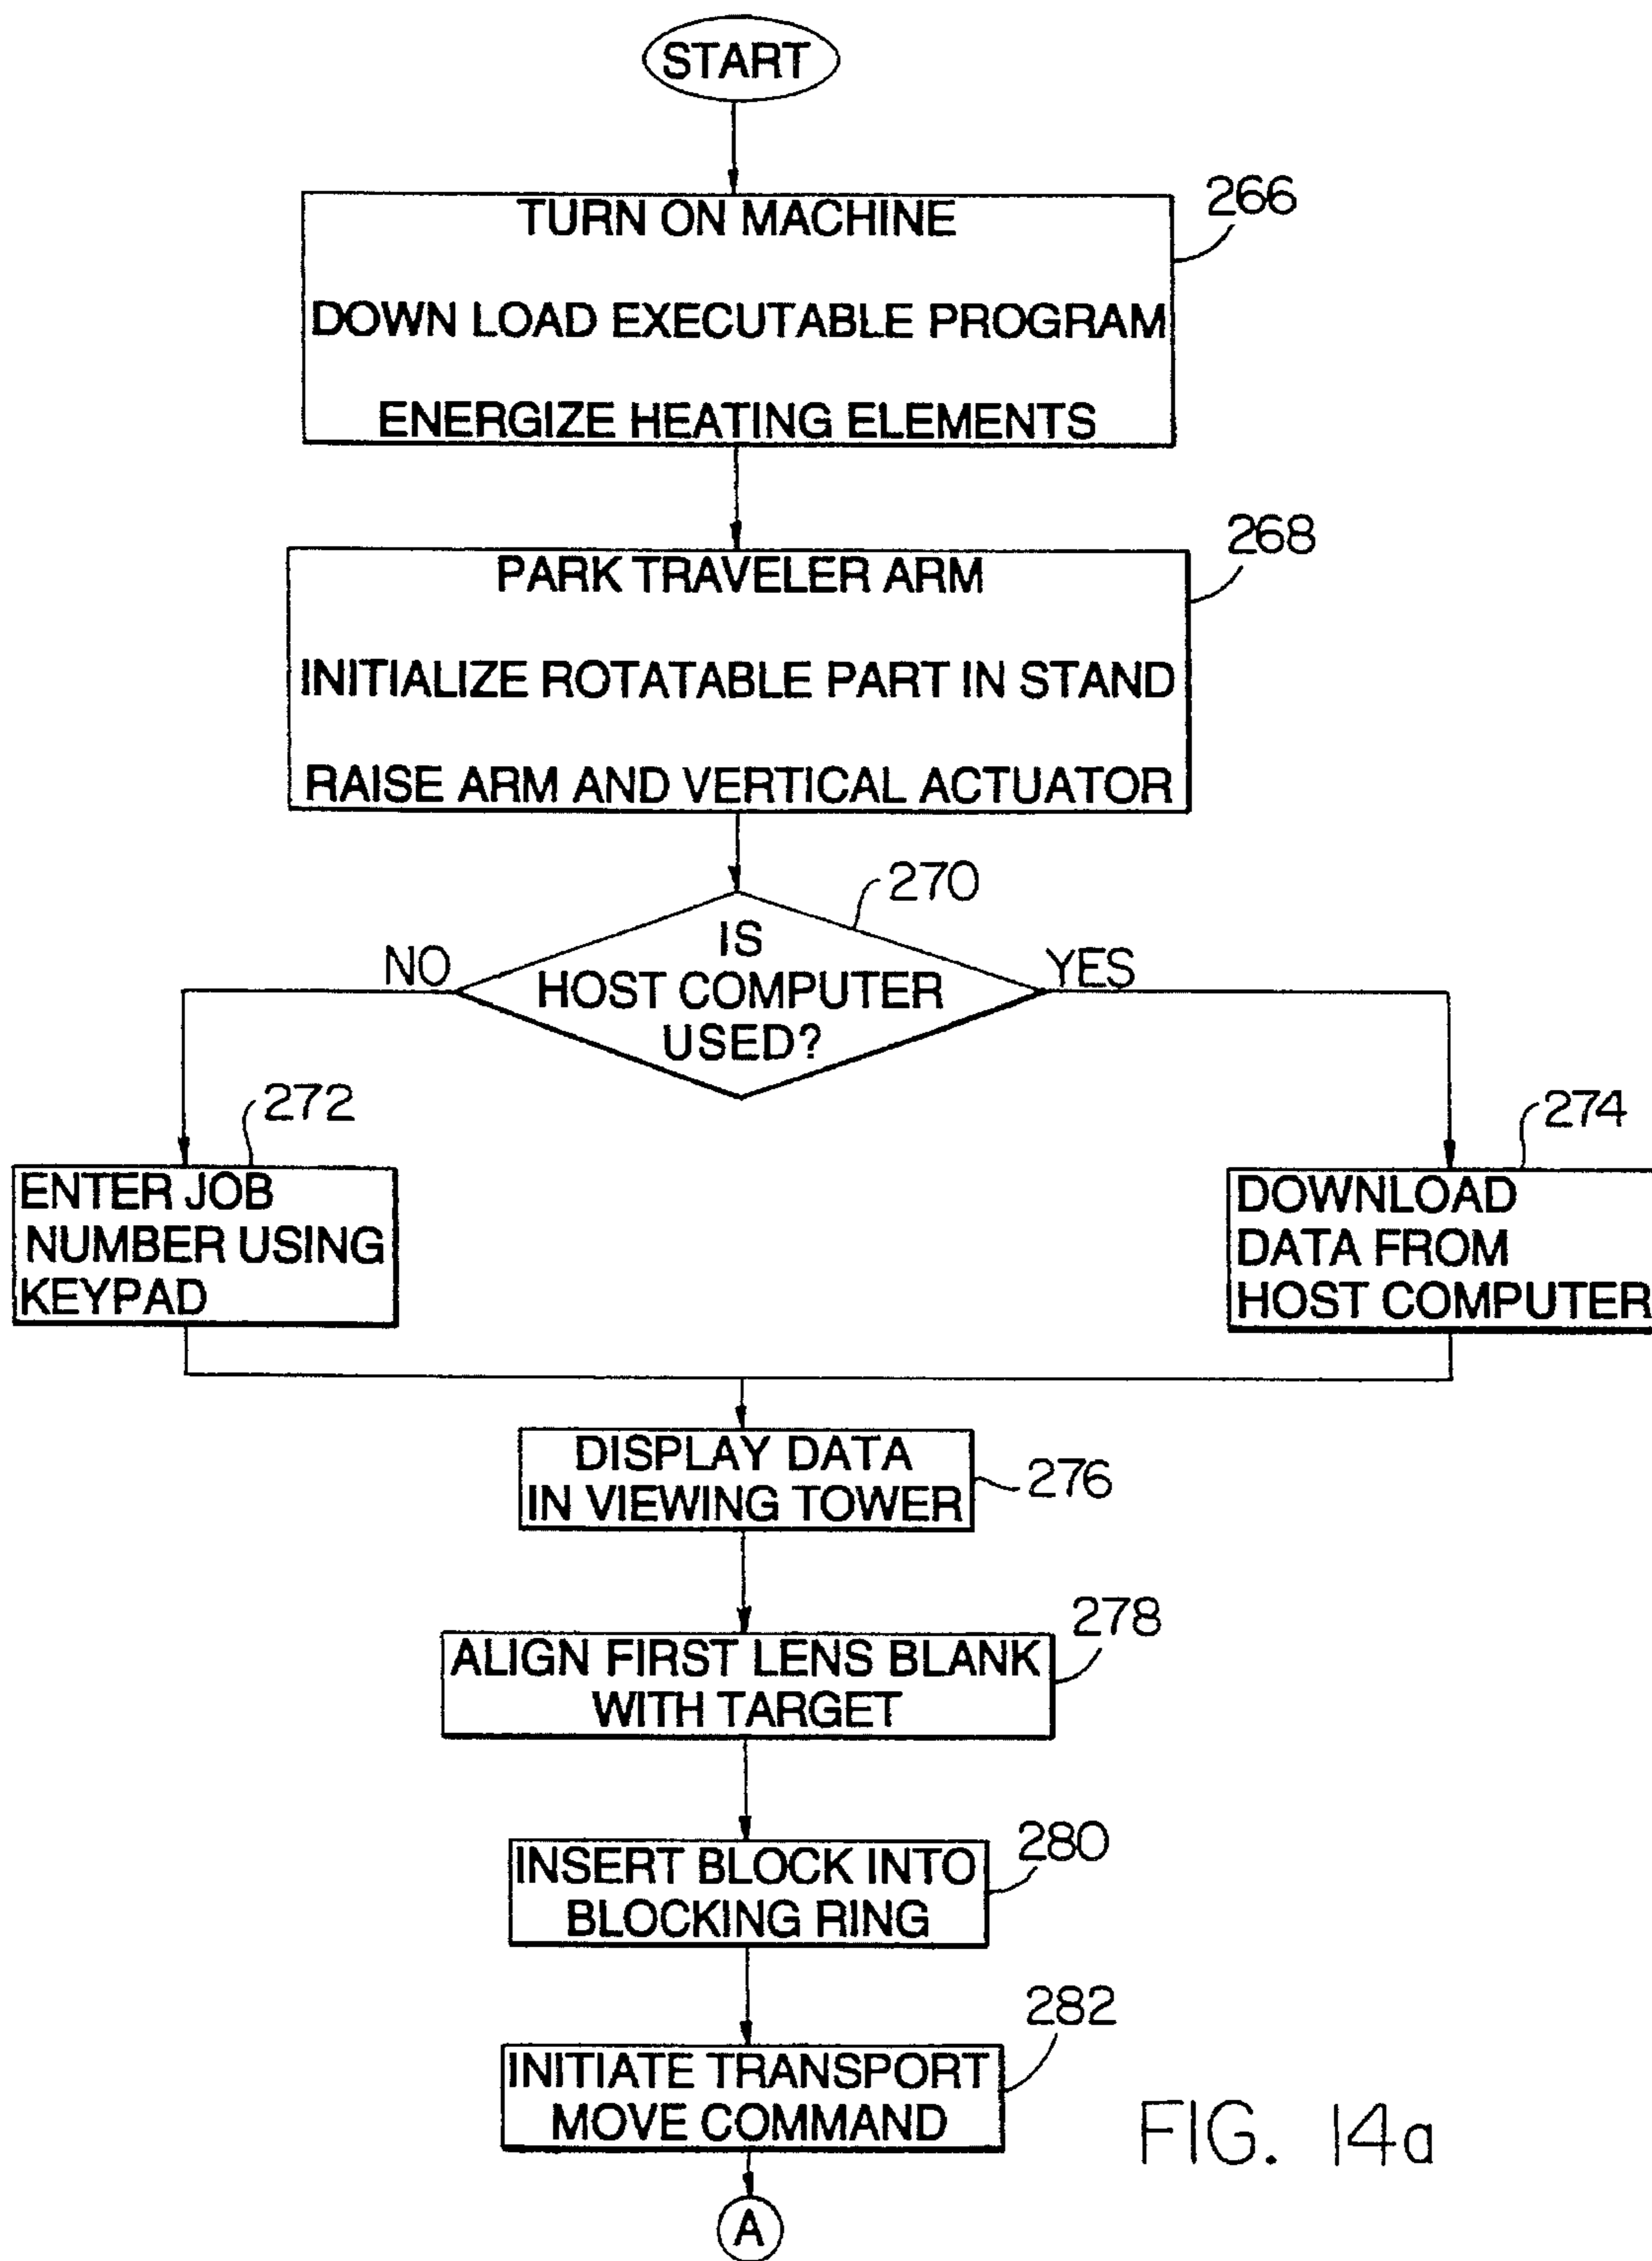 START
266
TURN ON MACHINE
DOWN LOAD EXECUTABLE PROGRAM
ENERGIZE HEATING ELEMENTS
268
PARK TRAVELER ARM
INITIALIZE ROTATABLE PART IN STAND
RAISE ARM AND VERTICAL ACTUATOR
270
IS
HOST COMPUTER
USED?
NO
YES
272
ENTER JOB
NUMBER USING
KEYPAD
274
DOWNLOAD
DATA FROM
HOST COMPUTER
DISPLAY DATA
IN VIEWING TOWER
276
278
ALIGN FIRST LENS BLANK
WITH TARGET
280
INSERT BLOCK INTO
BLOCKING RING
282
INITIATE TRANSPORT
MOVE COMMAND
FIG. 14a
A